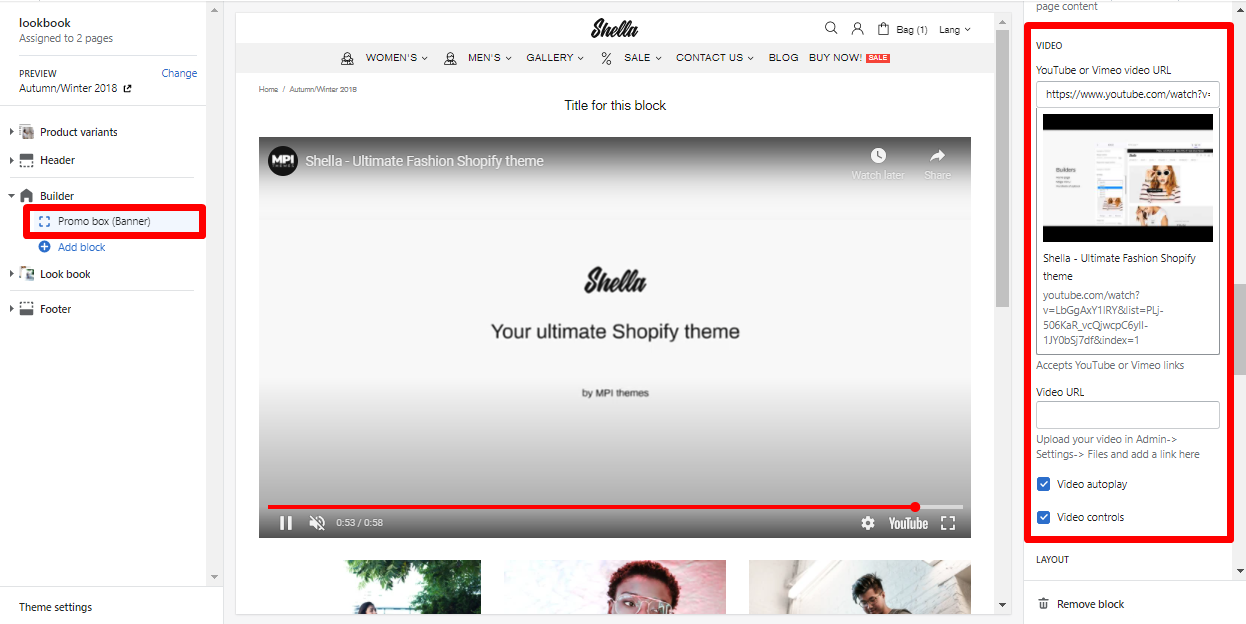 lookbook
Assigned to 2 pages
PREVIEW
Change
Autumn/Winter 2018
Product variants
Header
Builder
Promo box (Banner)
Add block
Look book
Footer
Theme settings
Shella
Bag (1)
Lang
WOMEN'S
MEN'S
GALLERY
SALE
CONTACT US
BLOG
BUY NOW!
SALE
Home / Autumn/Winter 2018
Title for this block
MPI
THEMES
Shella - Ultimate Fashion Shopify theme
Watch later
Share
Shella
Your ultimate Shopify theme
by MPI themes
0:53 / 0:58
YouTube
page content
VIDEO
YouTube or Vimeo video URL
https://www.youtube.com/watch?v=
Builders
Shella - Ultimate Fashion Shopify
theme
youtube.com/watch?
v=LbGgAxY1IRY&list=PLj-
506KaR_vcQiwcpC6yII-
1JY0bSj7df&index=1
Accepts YouTube or Vimeo links
Video URL
Upload your video in Admin->
Settings-> Files and add a link here
Video autoplay
Video controls
LAYOUT
Remove block